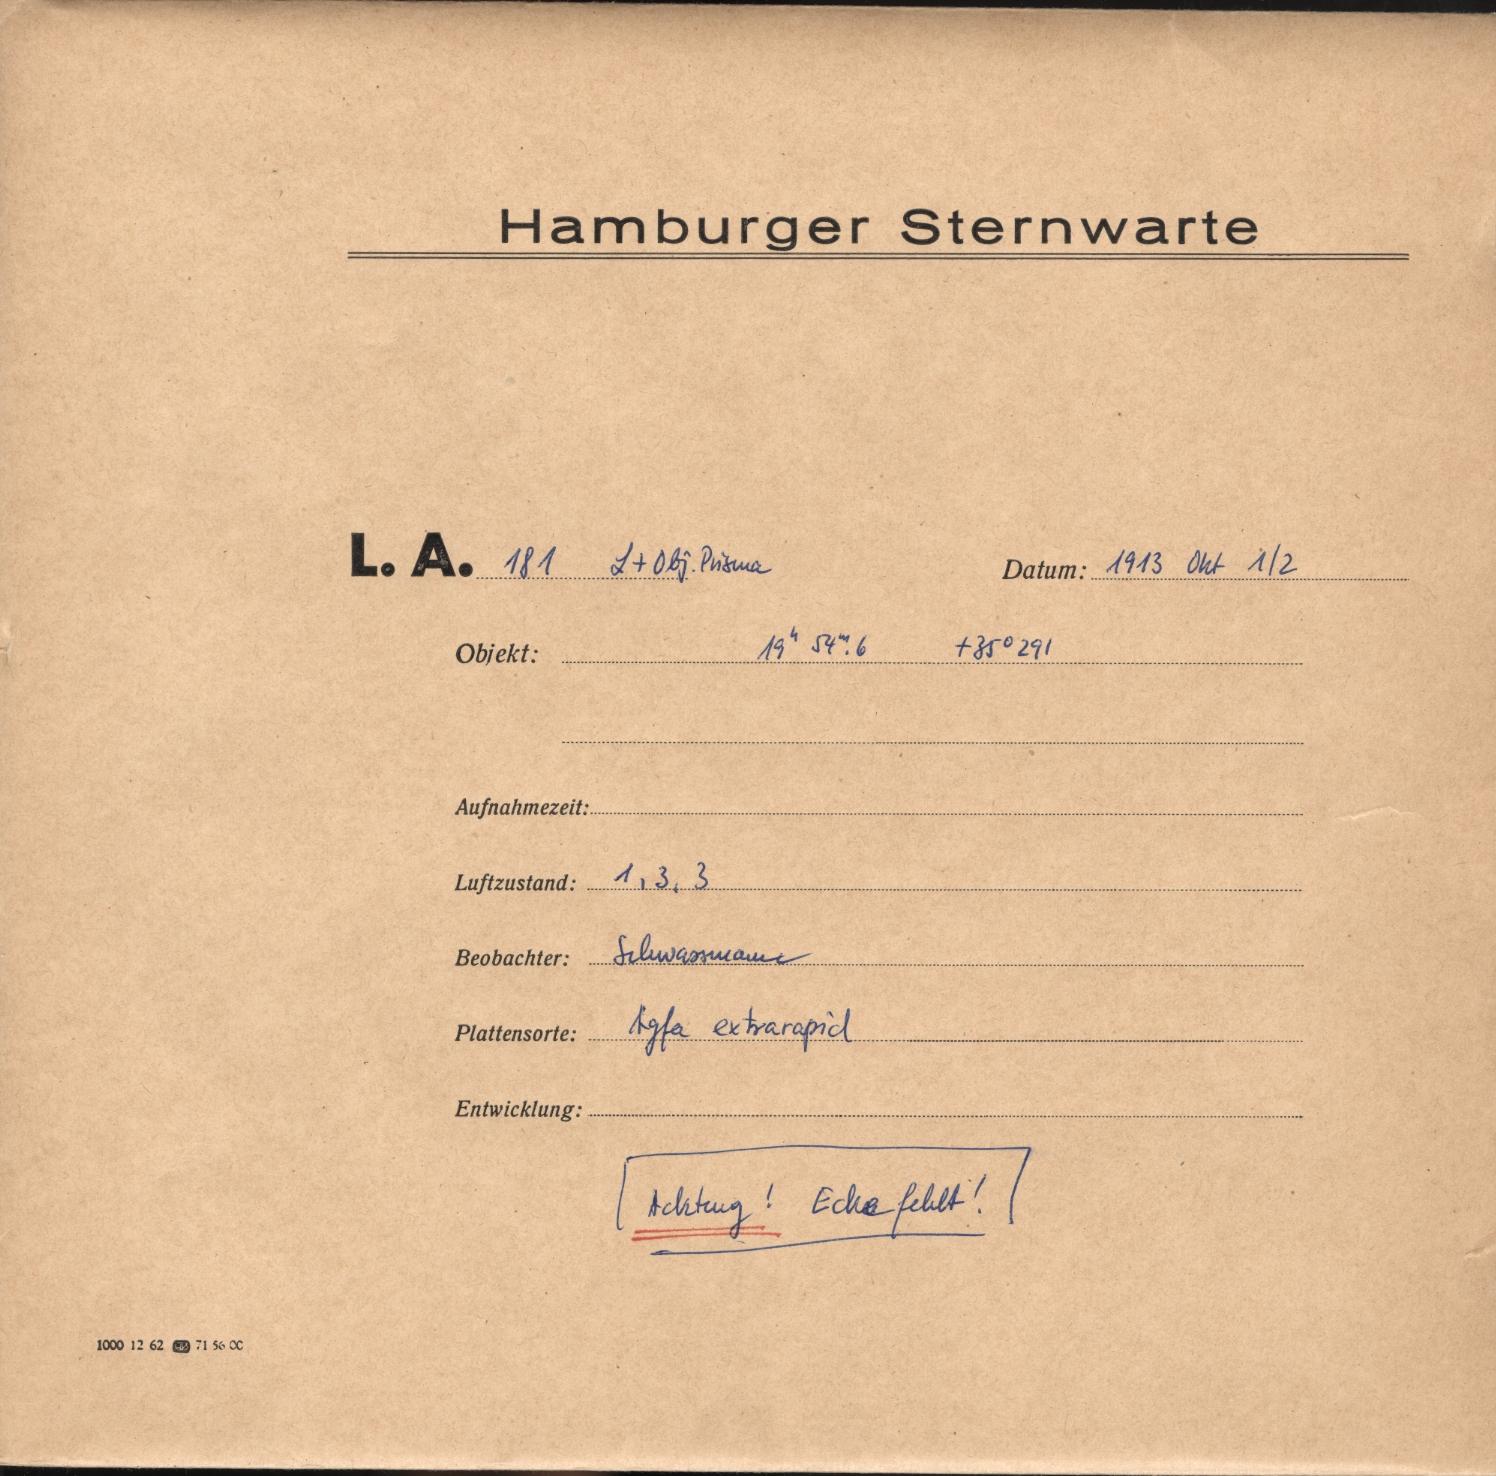 Hamburger Sternwarte
L. A. 181 L + Obj. Prisma Datum: 1913 Okt 1/2
Objekt: 19ʰ 54ᵐ.6 +35°29'
Aufnahmezeit:
Luftzustand: 1, 3, 3
Beobachter: Schwassmann
Plattensorte: Agfa extrarapid
Entwicklung:
Achtung! Ecke fehlt!
1000 12 62 71 56 00